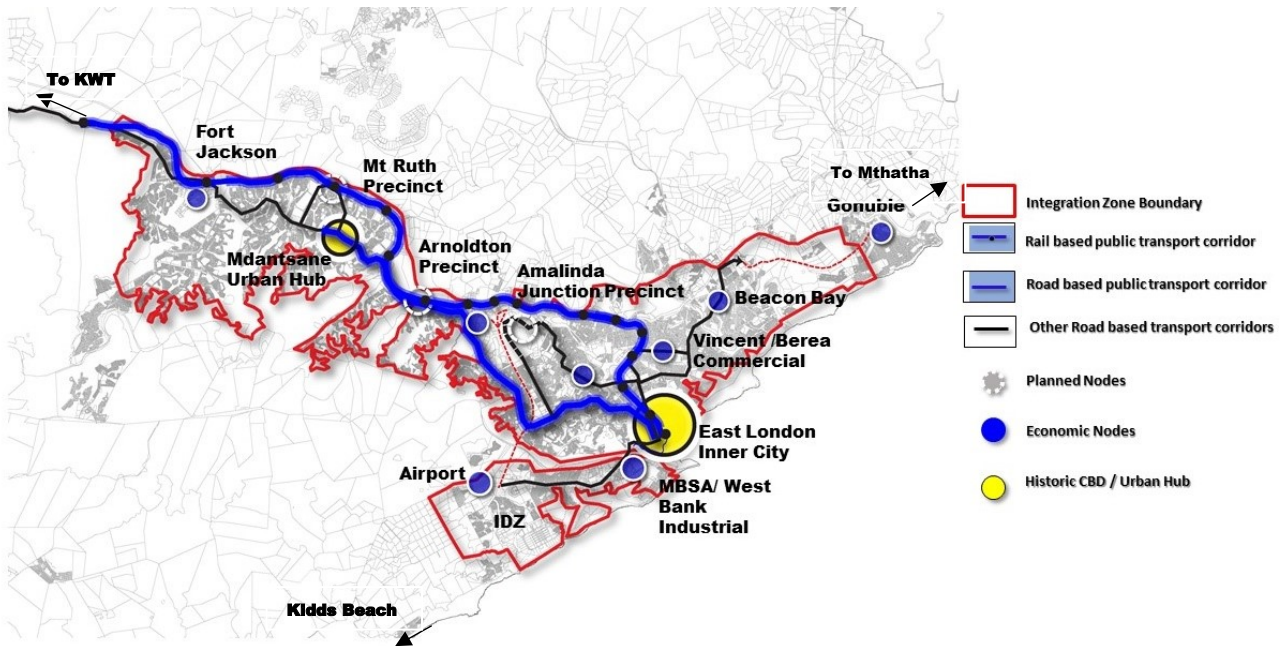 To KWT
Fort
Jackson
Mt Ruth
Precinct
To Mthatha
Gonubie
Mdantsane
Urban Hub
Arnoldton
Precinct
Amalinda
Junction Precinct
Beacon Bay
Vincent /Berea
Commercial
East London
Inner City
Airport
MBSA/ West
Bank
Industrial
IDZ
Kidds Beach
Integration Zone Boundary
Rail based public transport corridor
Road based public transport corridor
Other Road based transport corridors
Planned Nodes
Economic Nodes
Historic CBD / Urban Hub